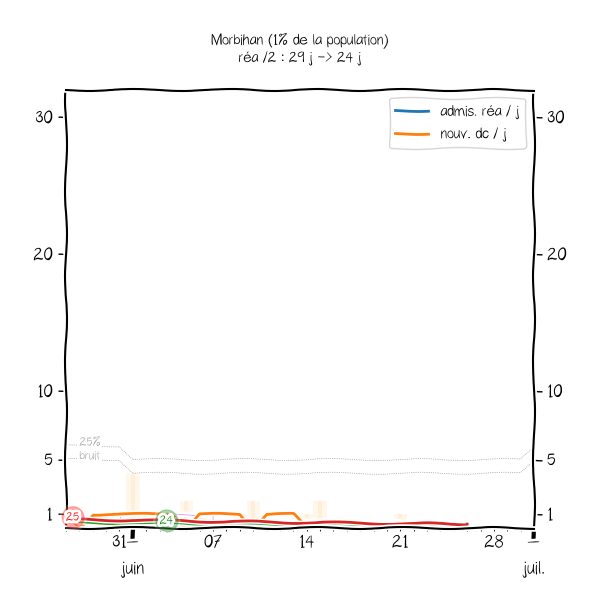 Morbihan (1% de la population)
réa /2 : 29 j -> 24 j
admis. réa / j
nouv. dc / j
30
30
20
20
10
10
25%
bruit
5
5
1
1
25
24
31
07
14
21
28
juin
juil.